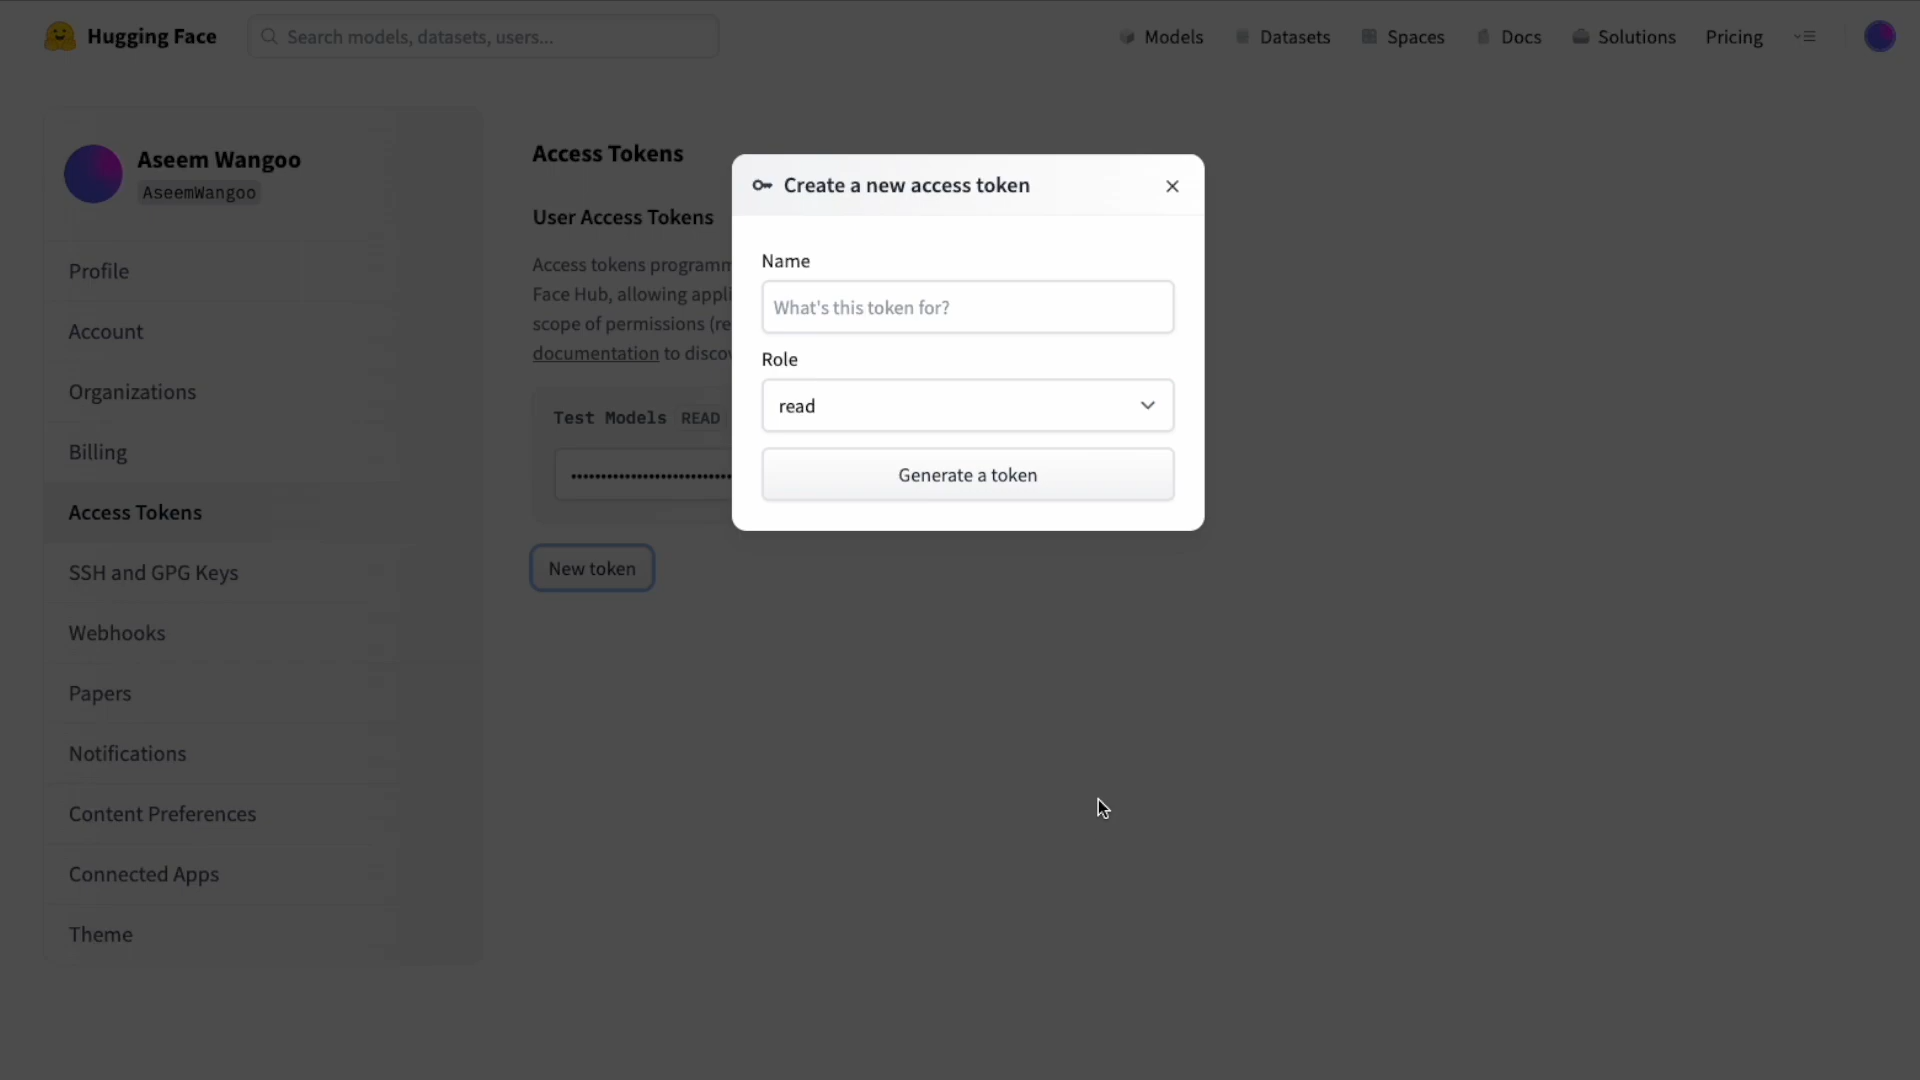 Hugging Face
Search models, datasets, users...
Models
Datasets
Spaces
Docs
Solutions
Pricing
Aseem Wangoo
AseemWangoo
Profile
Account
Organizations
Billing
Access Tokens
SSH and GPG Keys
Webhooks
Papers
Notifications
Content Preferences
Connected Apps
Theme
Access Tokens
User Access Tokens
Access tokens programm
Face Hub, allowing appli
scope of permissions (re
documentation to disco
Test Models READ
••••••••••••••••••••••••••••
New token
Create a new access token
Name
What's this token for?
Role
read
Generate a token